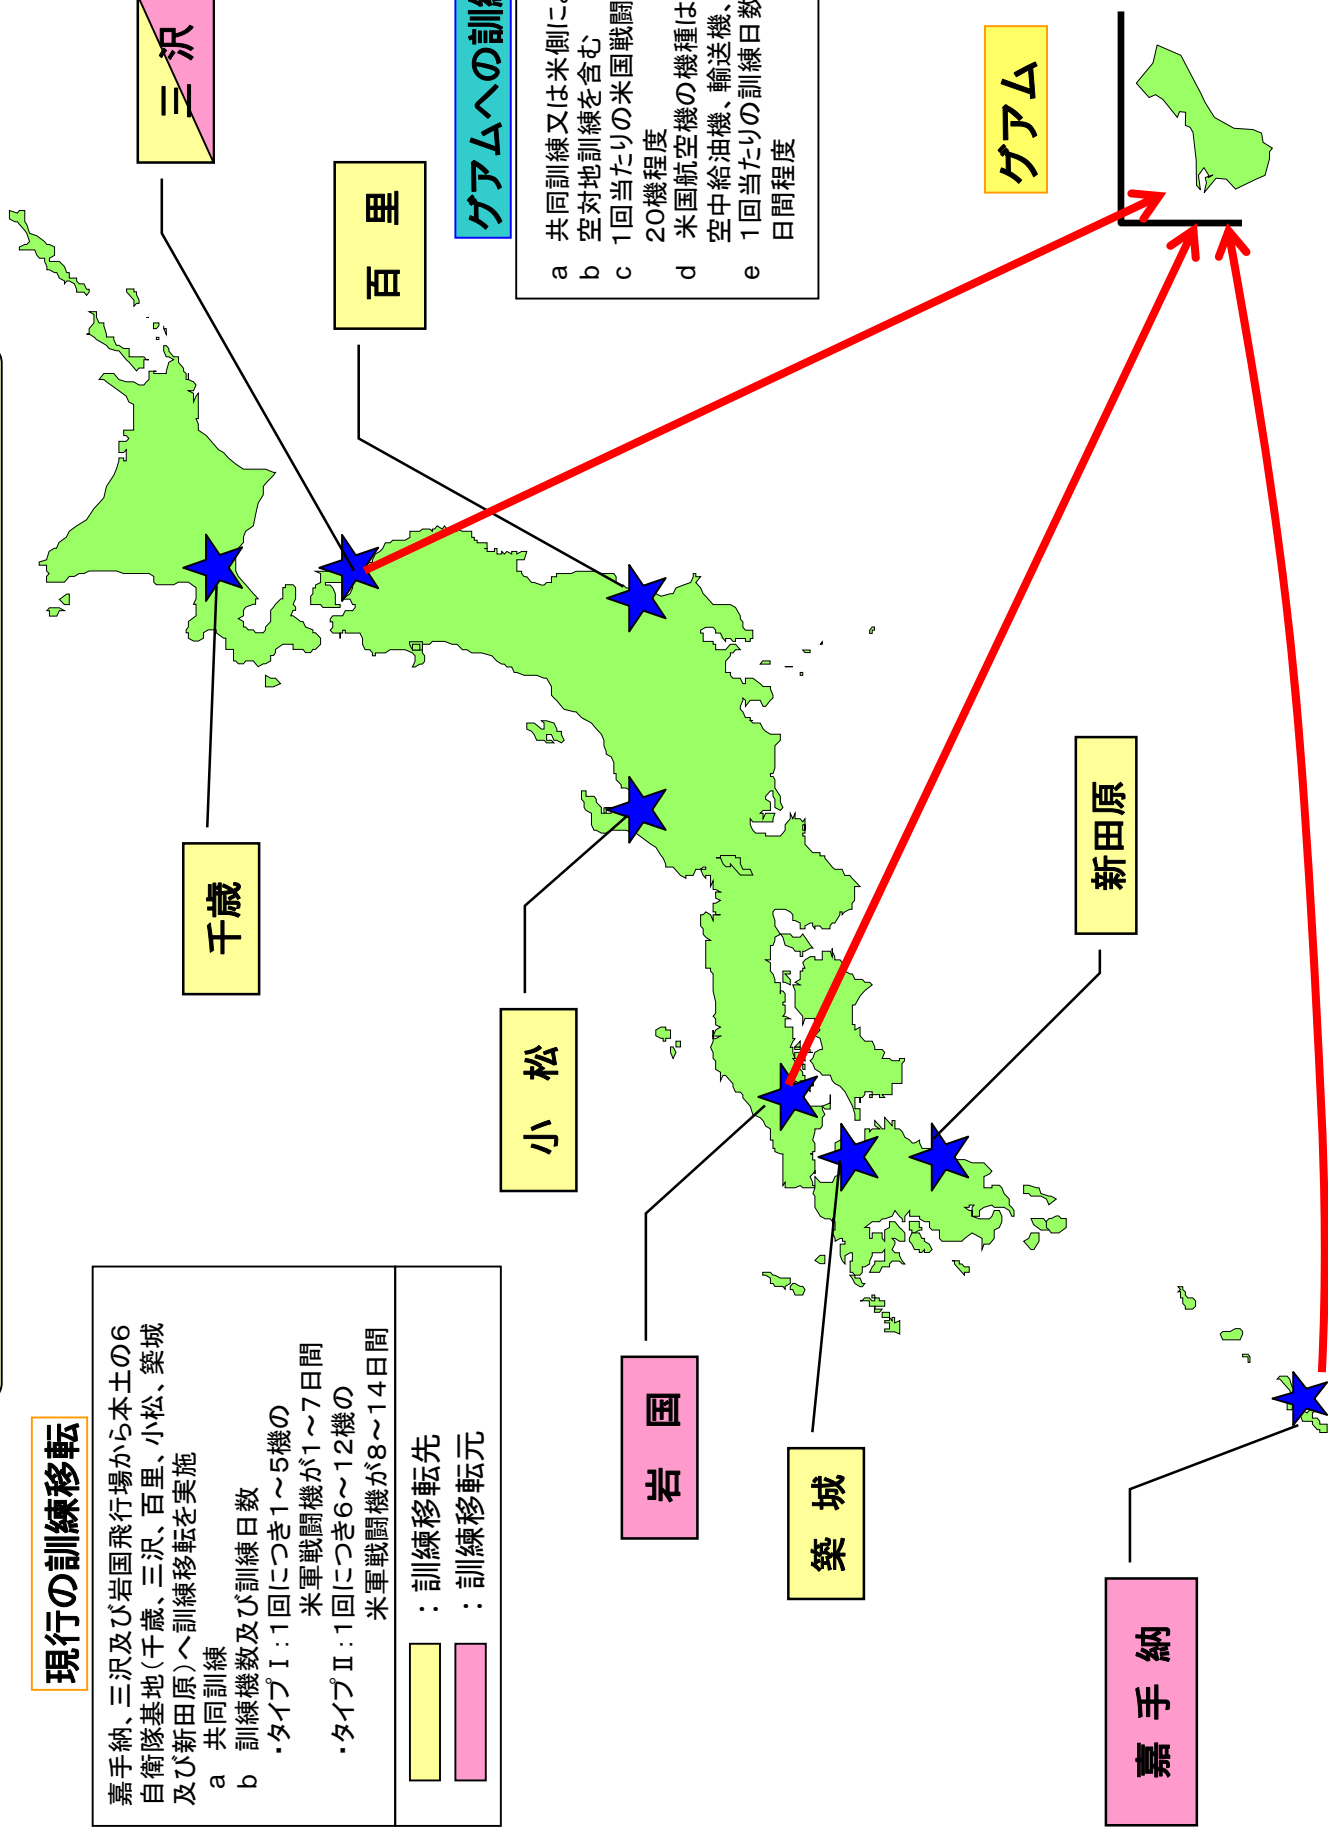 現行の訓練移転
嘉手納、三沢及び岩国飛行場から本土の6
自衛隊基地(千歳、三沢、百里、小松、築城
及び新田原)へ訓練移転を実施
a 共同訓練
b 訓練機数及び訓練日数
・タイプⅠ:1回につき1~5機の
米軍戦闘機が1~7日間
・タイプⅡ:1回につき6~12機の
米軍戦闘機が8~14日間
:訓練移転先
:訓練移転元
千歳
三沢
百 里
小 松
岩 国
築 城
新田原
嘉 手 納
グアム
グアムへの訓練
a 共同訓練又は米側に
b 空対地訓練を含む
c 1回当たりの米国戦闘
20機程度
d 米国航空機の機種は
空中給油機、輸送機、
e 1回当たりの訓練日数
日間程度